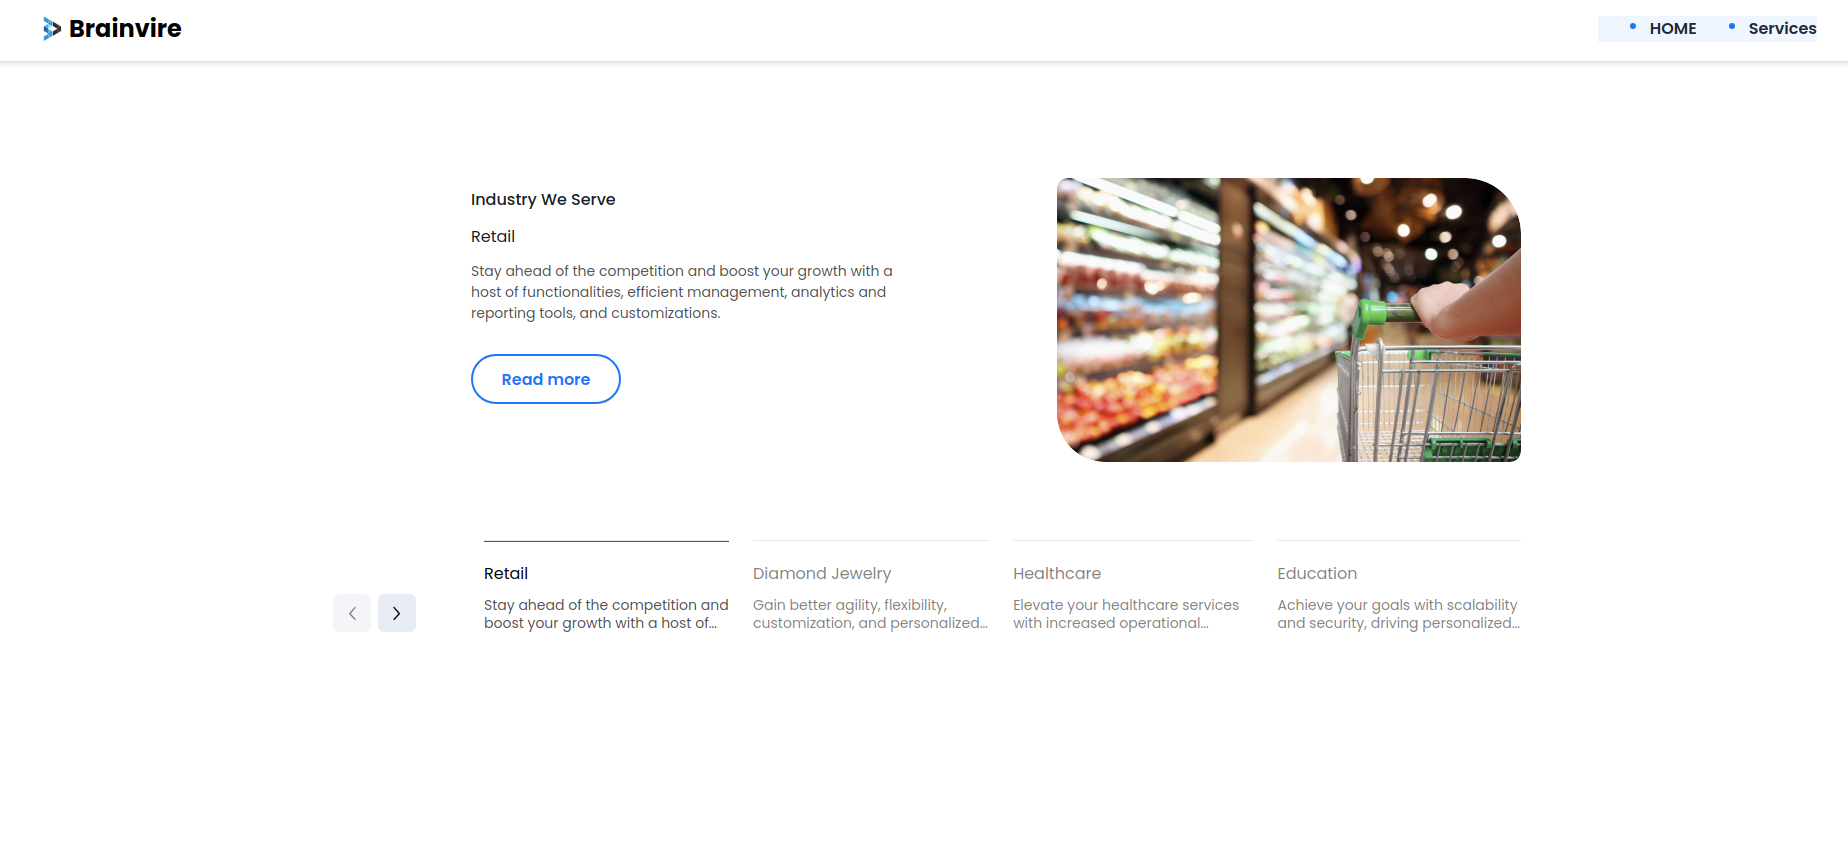 Brainvire
HOME
Services
Industry We Serve
Retail
Stay ahead of the competition and boost your growth with a
host of functionalities, efficient management, analytics and
reporting tools, and customizations.
Read more
Retail
Stay ahead of the competition and
boost your growth with a host of...
Diamond Jewelry
Gain better agility, flexibility,
customization, and personalized...
Healthcare
Elevate your healthcare services
with increased operational...
Education
Achieve your goals with scalability
and security, driving personalized...